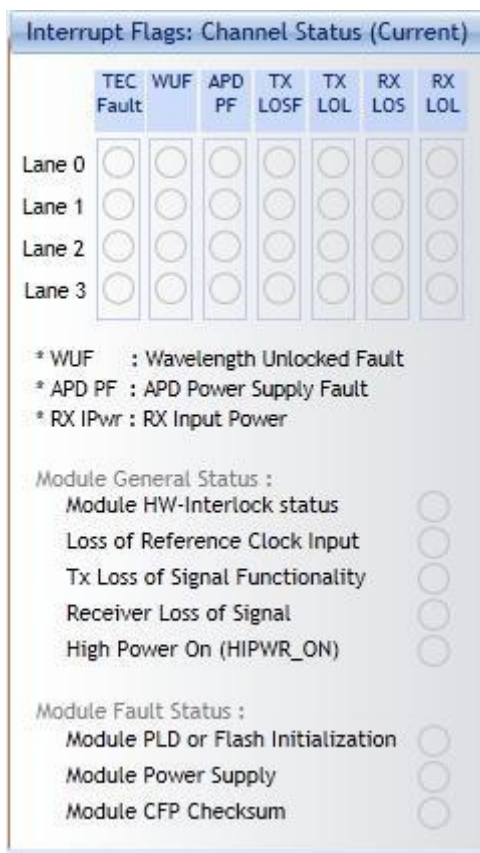 Interrupt Flags: Channel Status (Current)
TEC Fault WUF APD PF TX LOSF TX LOL RX LOS RX LOL
Lane 0
Lane 1
Lane 2
Lane 3
* WUF : Wavelength Unlocked Fault
* APD PF : APD Power Supply Fault
* RX IPwr : RX Input Power
Module General Status :
Module HW-Interlock status
Loss of Reference Clock Input
Tx Loss of Signal Functionality
Receiver Loss of Signal
High Power On (HIPWR_ON)
Module Fault Status :
Module PLD or Flash Initialization
Module Power Supply
Module CFP Checksum